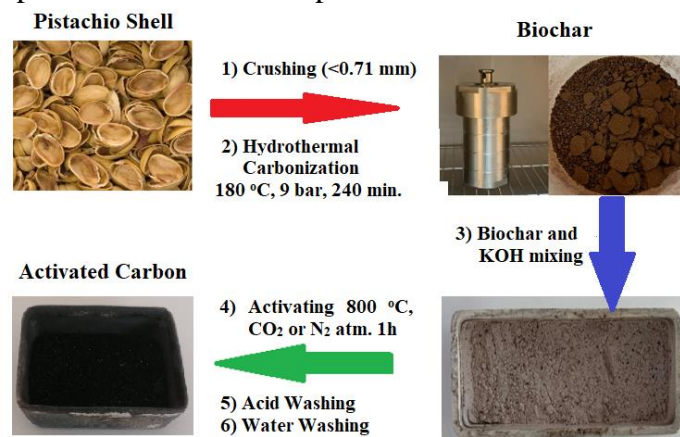 Pistachio Shell
Biochar
1) Crushing (<0.71 mm)
2) Hydrothermal
Carbonization
180 °C, 9 bar, 240 min.
3) Biochar and
KOH mixing
Activated Carbon
4) Activating 800 °C,
CO₂ or N₂ atm. 1h
5) Acid Washing
6) Water Washing